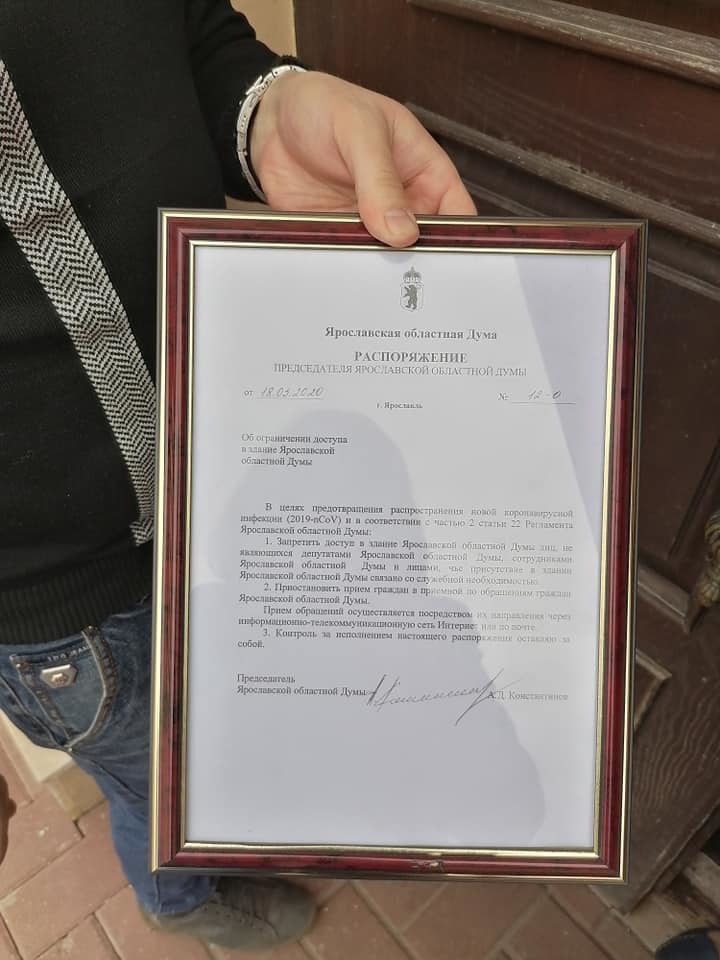 Ярославская областная Дума
РАСПОРЯЖЕНИЕ
ПРЕДСЕДАТЕЛЯ ЯРОСЛАВСКОЙ ОБЛАСТНОЙ ДУМЫ
от 18.03.2020 № 12-о
г. Ярославль
Об ограничении доступа
в здание Ярославской
областной Думы
В целях предотвращения распространения новой коронавирусной
инфекции (2019-nCoV) и в соответствии с частью 2 статьи 22 Регламента
Ярославской областной Думы:
1. Запретить доступ в здание Ярославской областной Думы лиц, не
являющихся депутатами Ярославской областной Думы, сотрудниками
Ярославской областной Думы и лицами, чье присутствие в здании
Ярославской областной Думы связано со служебной необходимостью.
2. Приостановить прием граждан в приемной по обращениям граждан
Ярославской областной Думы.
Прием обращений осуществляется посредством их направления через
информационно-телекоммуникационную сеть Интернет или по почте.
3. Контроль за исполнением настоящего распоряжения оставляю за
собой.
Председатель
Ярославской областной Думы А.Д. Константинов